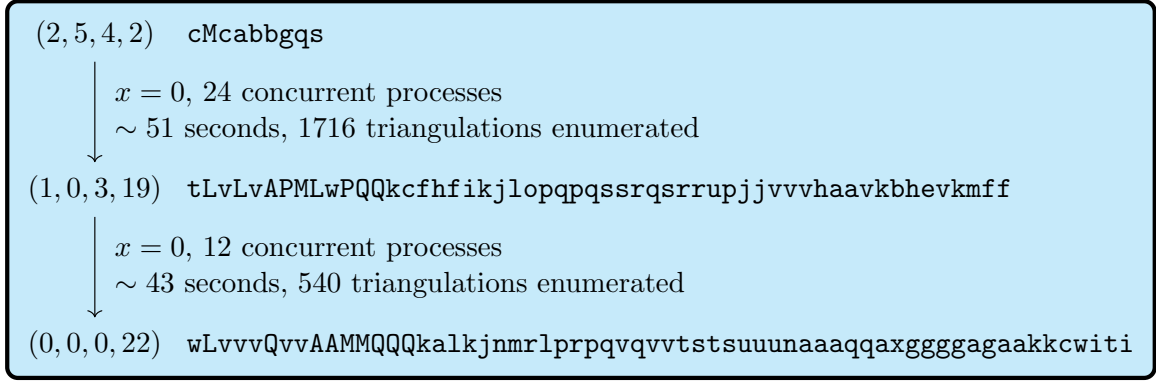 (2, 5, 4, 2) cMcabbgqs
x = 0, 24 concurrent processes
∼ 51 seconds, 1716 triangulations enumerated
(1, 0, 3, 19) tLvLvAPMLwPQQkcfhfikjlopqpqssrqsrrupjjvvvhaavkbhevkmff
x = 0, 12 concurrent processes
∼ 43 seconds, 540 triangulations enumerated
(0, 0, 0, 22) wLvvvQvvAAMMQQQkalkjnmrlprpqvqvvtstsuuunaaaqqaxggggagaakkcwiti